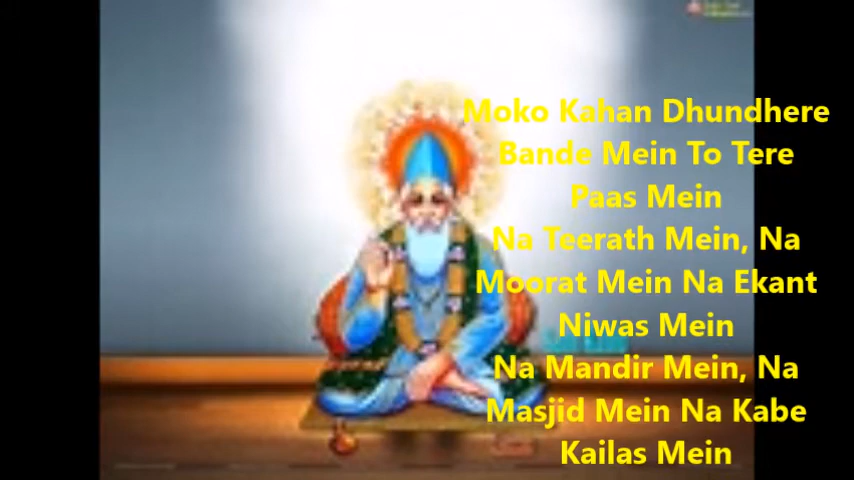 Moko Kahan Dhundhere
Bande Mein To Tere
Paas Mein
Na Teerath Mein, Na
Moorat Mein Na Ekant
Niwas Mein
Na Mandir Mein, Na
Masjid Mein Na Kabe
Kailas Mein